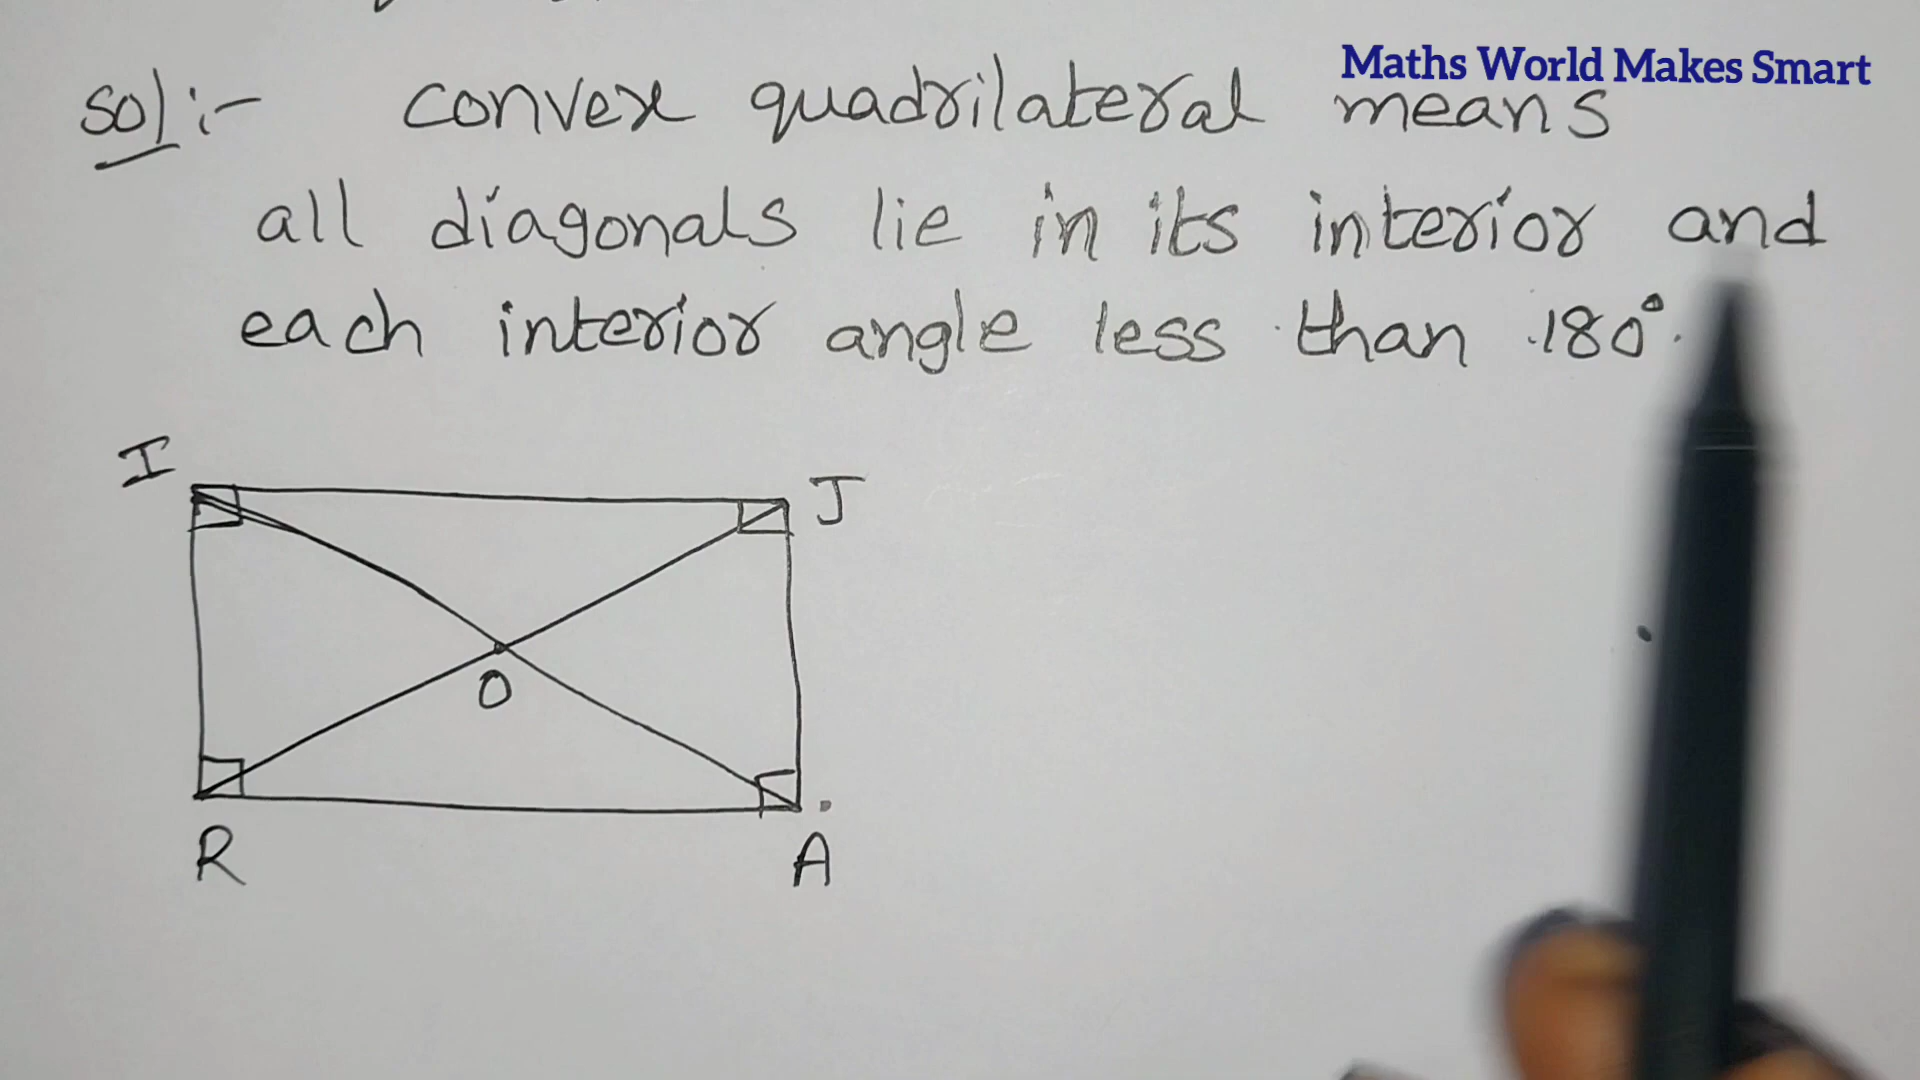 Maths World Makes Smart
sol :- convex quadrilateral means
all diagonals lie in its interior and
each interior angle less than 180°.
I
J
O
R
A